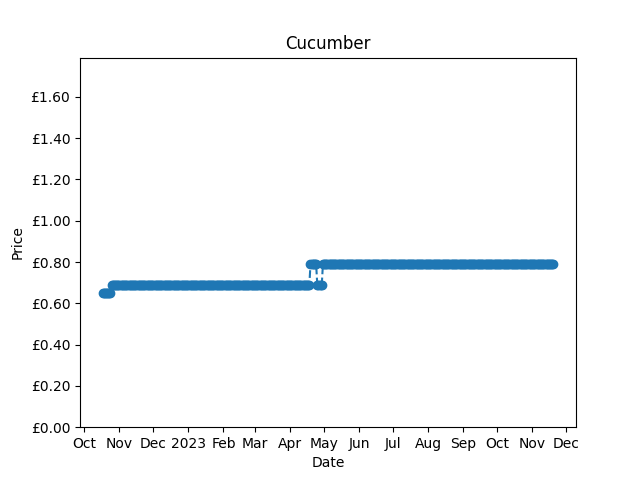 Cucumber
£1.60
£1.40
£1.20
£1.00
£0.80
£0.60
£0.40
£0.20
£0.00
Price
Oct Nov Dec 2023 Feb Mar Apr May Jun Jul Aug Sep Oct Nov Dec
Date